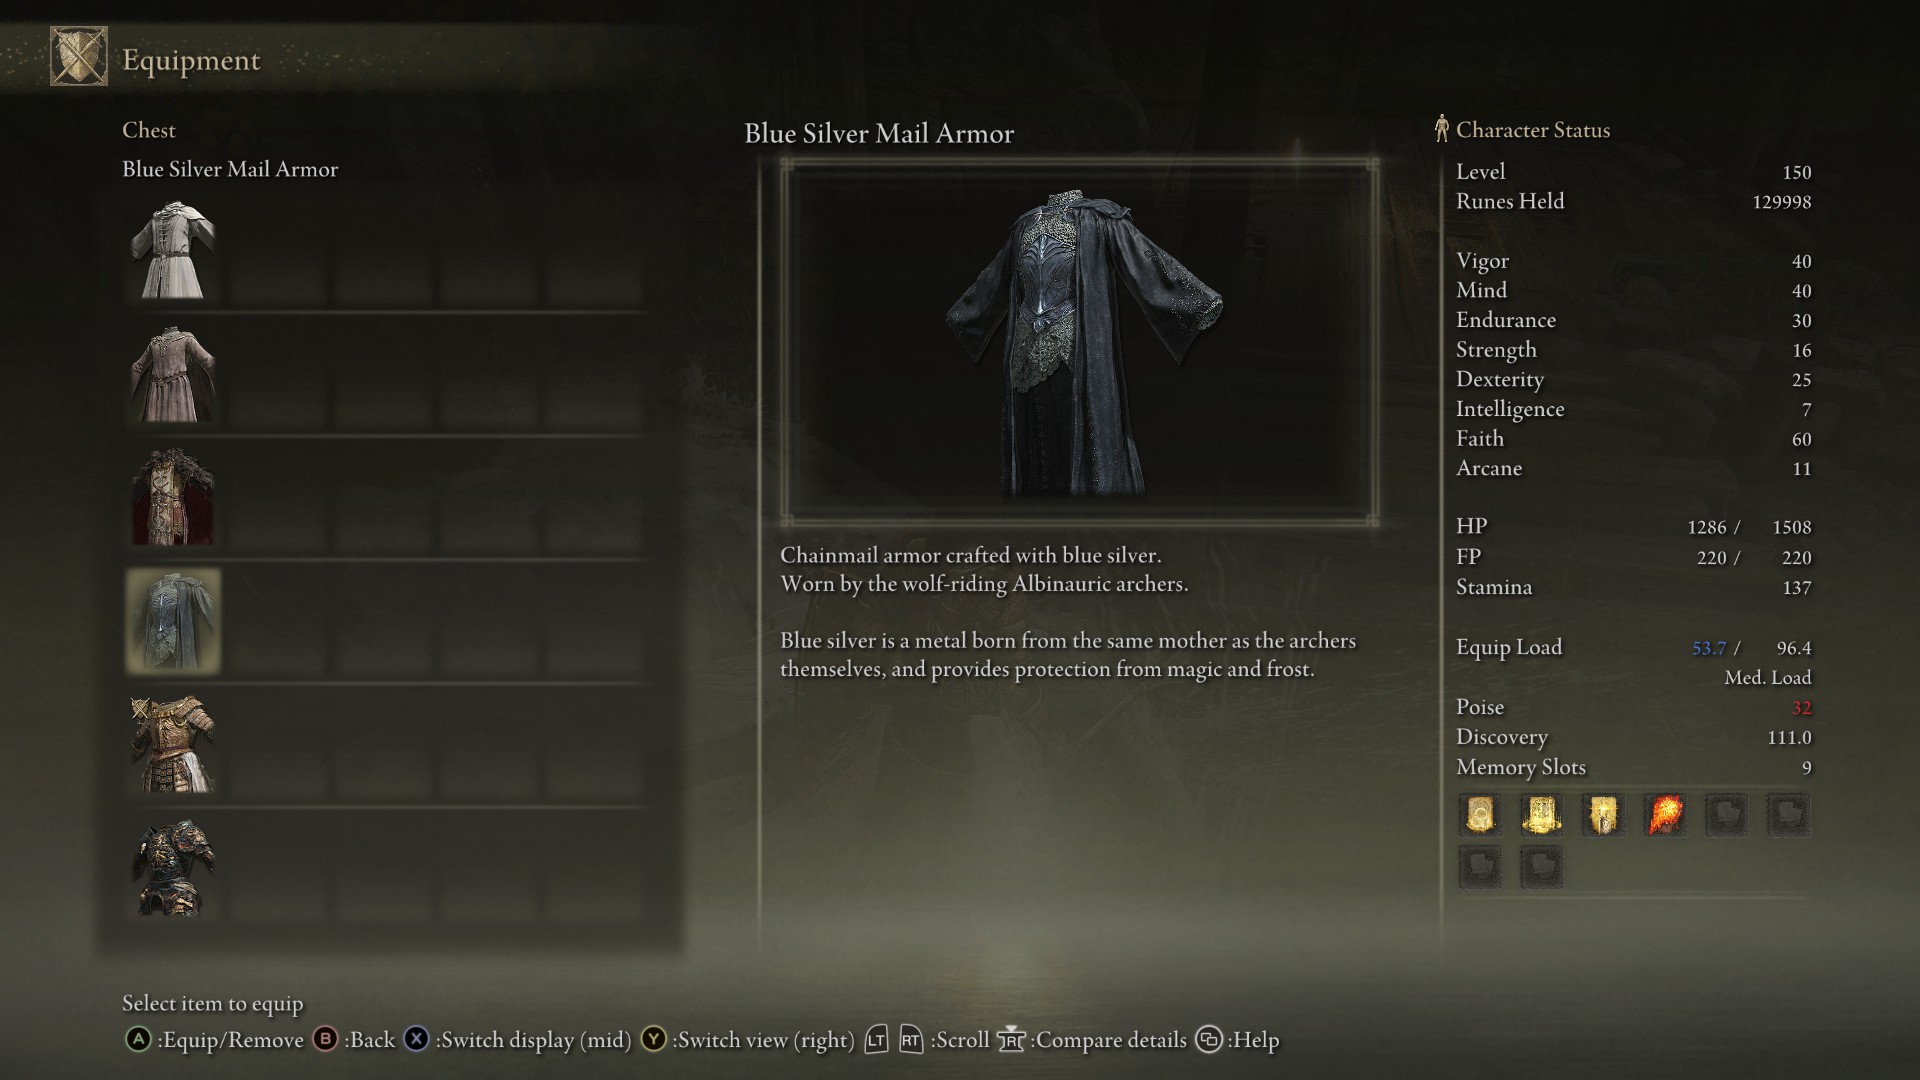 Equipment
Chest
Blue Silver Mail Armor
Blue Silver Mail Armor
Chainmail armor crafted with blue silver.
Worn by the wolf-riding Albinauric archers.
Blue silver is a metal born from the same mother as the archers
themselves, and provides protection from magic and frost.
Character Status
Level 150
Runes Held 129998
Vigor 40
Mind 40
Endurance 30
Strength 16
Dexterity 25
Intelligence 7
Faith 60
Arcane 11
HP 1286 / 1508
FP 220 / 220
Stamina 137
Equip Load 53.7 / 96.4
Med. Load
Poise 32
Discovery 111.0
Memory Slots 9
Select item to equip
A :Equip/Remove B :Back X :Switch display (mid) Y :Switch view (right) LT RT :Scroll R :Compare details :Help